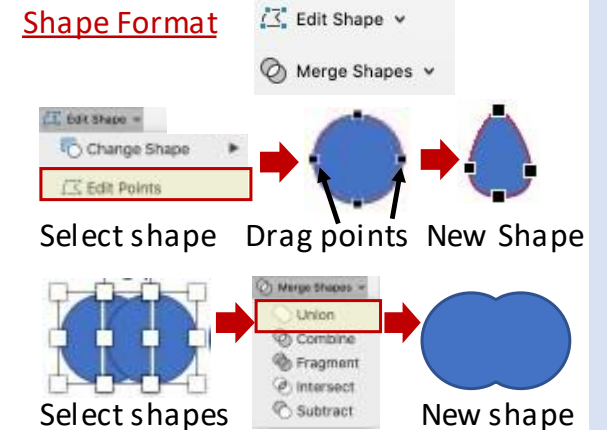 Shape Format
Edit Shape
Merge Shapes
Edit Shape
Change Shape
Edit Points
Select shape Drag points New Shape
Merge Shapes
Union
Combine
Fragment
Intersect
Subtract
Select shapes New shape